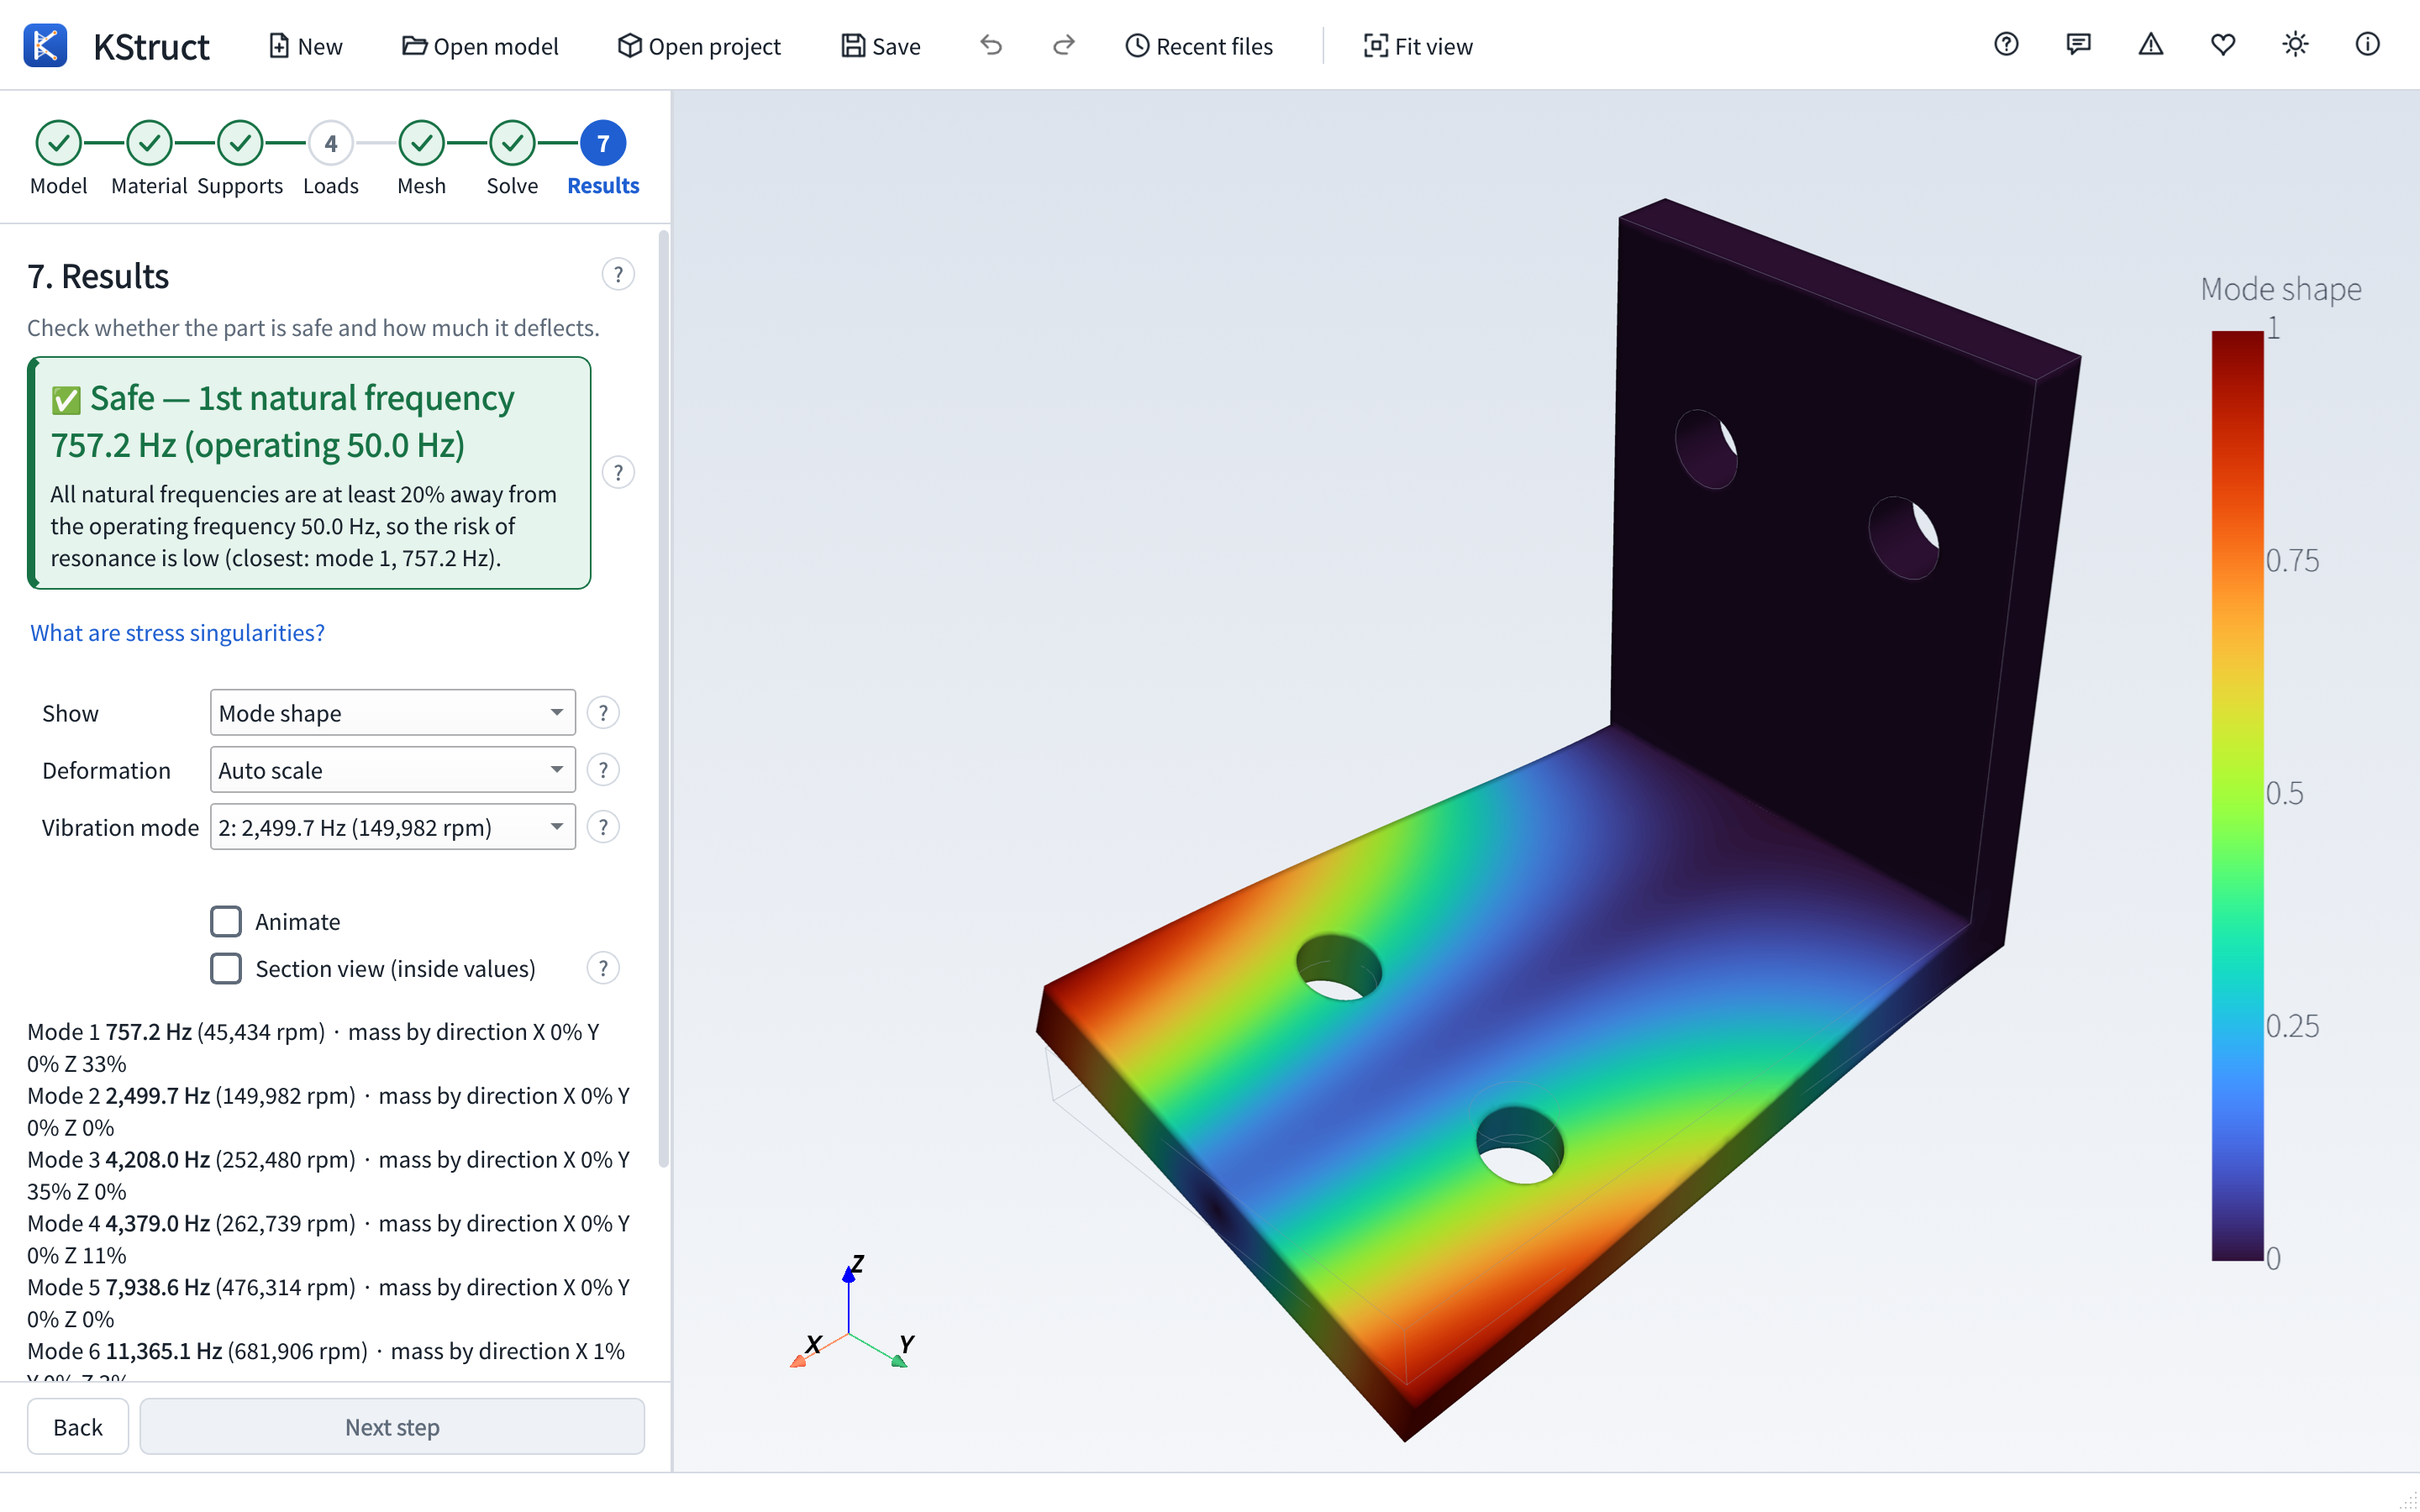 KStruct New Open model Open project Save Recent files Fit view
4 7
Model Material Supports Loads Mesh Solve Results
7. Results ?
Check whether the part is safe and how much it deflects.
✅ Safe — 1st natural frequency
757.2 Hz (operating 50.0 Hz)
?
All natural frequencies are at least 20% away from
the operating frequency 50.0 Hz, so the risk of
resonance is low (closest: mode 1, 757.2 Hz).
What are stress singularities?
Show Mode shape ?
Deformation Auto scale ?
Vibration mode 2: 2,499.7 Hz (149,982 rpm) ?
Animate
Section view (inside values) ?
Mode 1 757.2 Hz (45,434 rpm) · mass by direction X 0% Y
0% Z 33%
Mode 2 2,499.7 Hz (149,982 rpm) · mass by direction X 0% Y
0% Z 0%
Mode 3 4,208.0 Hz (252,480 rpm) · mass by direction X 0% Y
35% Z 0%
Mode 4 4,379.0 Hz (262,739 rpm) · mass by direction X 0% Y
0% Z 11%
Mode 5 7,938.6 Hz (476,314 rpm) · mass by direction X 0% Y
0% Z 0%
Mode 6 11,365.1 Hz (681,906 rpm) · mass by direction X 1%
Back Next step
Mode shape
1
0.75
0.5
0.25
0
Z
X Y